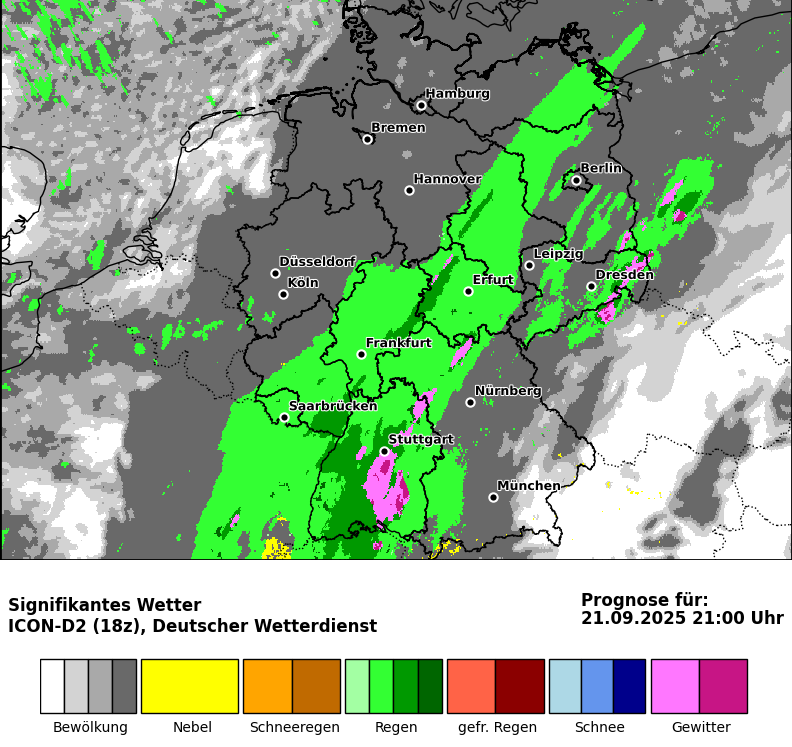 Hamburg
Bremen
Berlin
Hannover
Leipzig
Düsseldorf
Dresden
Köln
Erfurt
Frankfurt
Nürnberg
Saarbrücken
Stuttgart
München
Signifikantes Wetter
ICON-D2 (18z), Deutscher Wetterdienst
Prognose für:
21.09.2025 21:00 Uhr
Bewölkung Nebel Schneeregen Regen gefr. Regen Schnee Gewitter